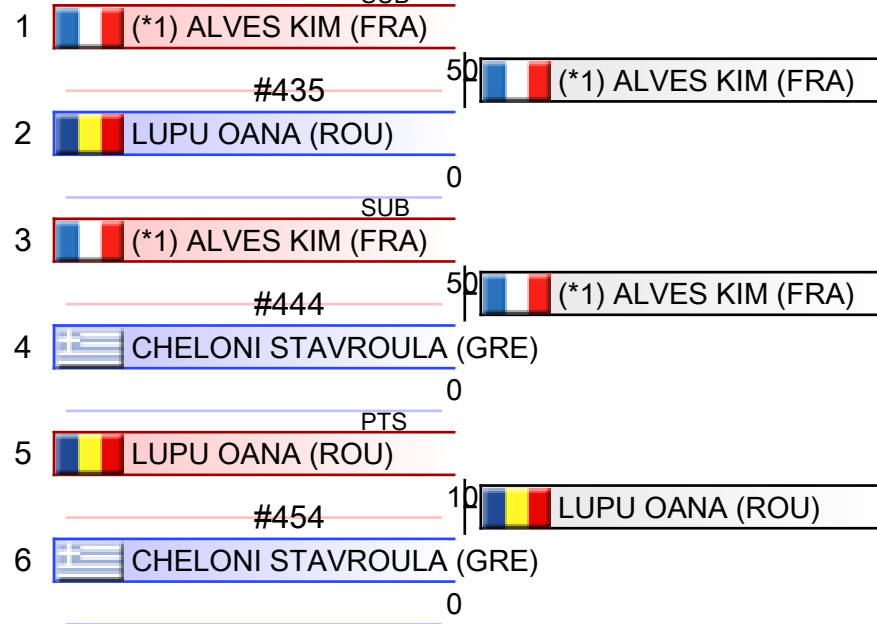 SUB
1 (*1) ALVES KIM (FRA)
50 (*1) ALVES KIM (FRA)
#435
2 LUPU OANA (ROU)
0
SUB
3 (*1) ALVES KIM (FRA)
50 (*1) ALVES KIM (FRA)
#444
4 CHELONI STAVROULA (GRE)
0
PTS
5 LUPU OANA (ROU)
10 LUPU OANA (ROU)
#454
6 CHELONI STAVROULA (GRE)
0